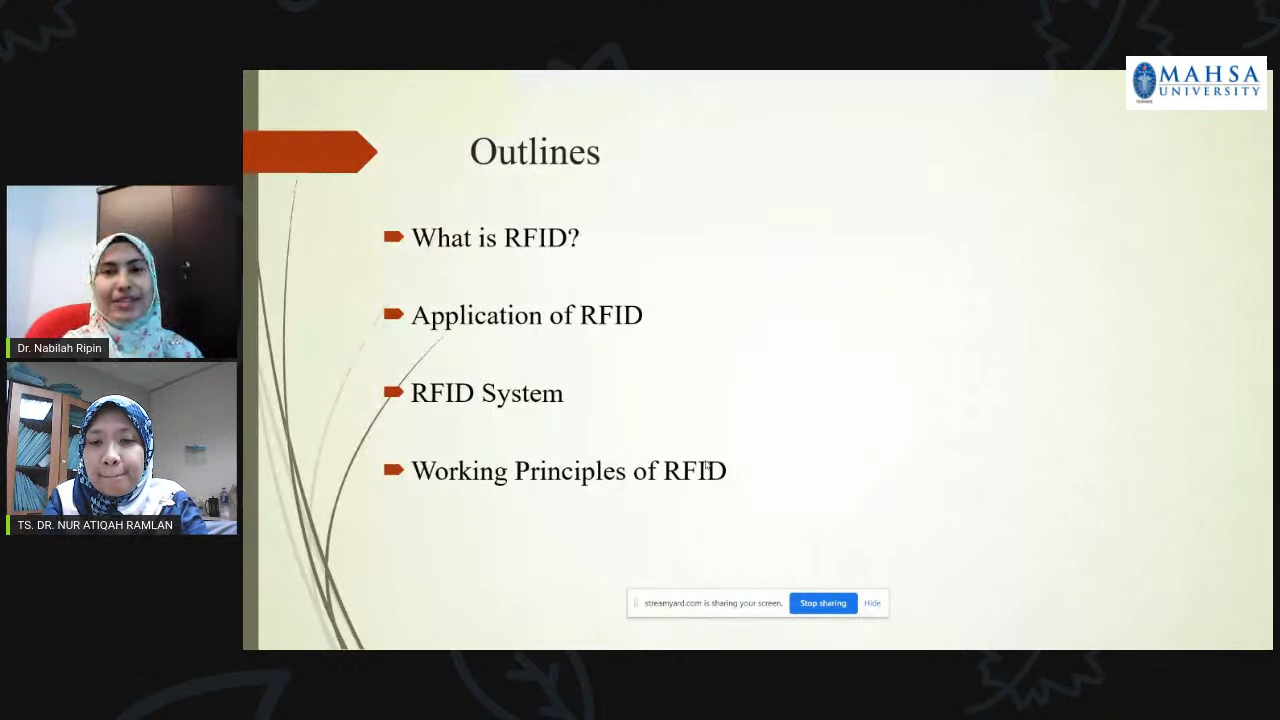 MAHSA
UNIVERSITY
Outlines
What is RFID?
Application of RFID
RFID System
Working Principles of RFID
Dr. Nabilah Ripin
TS. DR. NUR ATIQAH RAMLAN
streamyard.com is sharing your screen.
Stop sharing
Hide